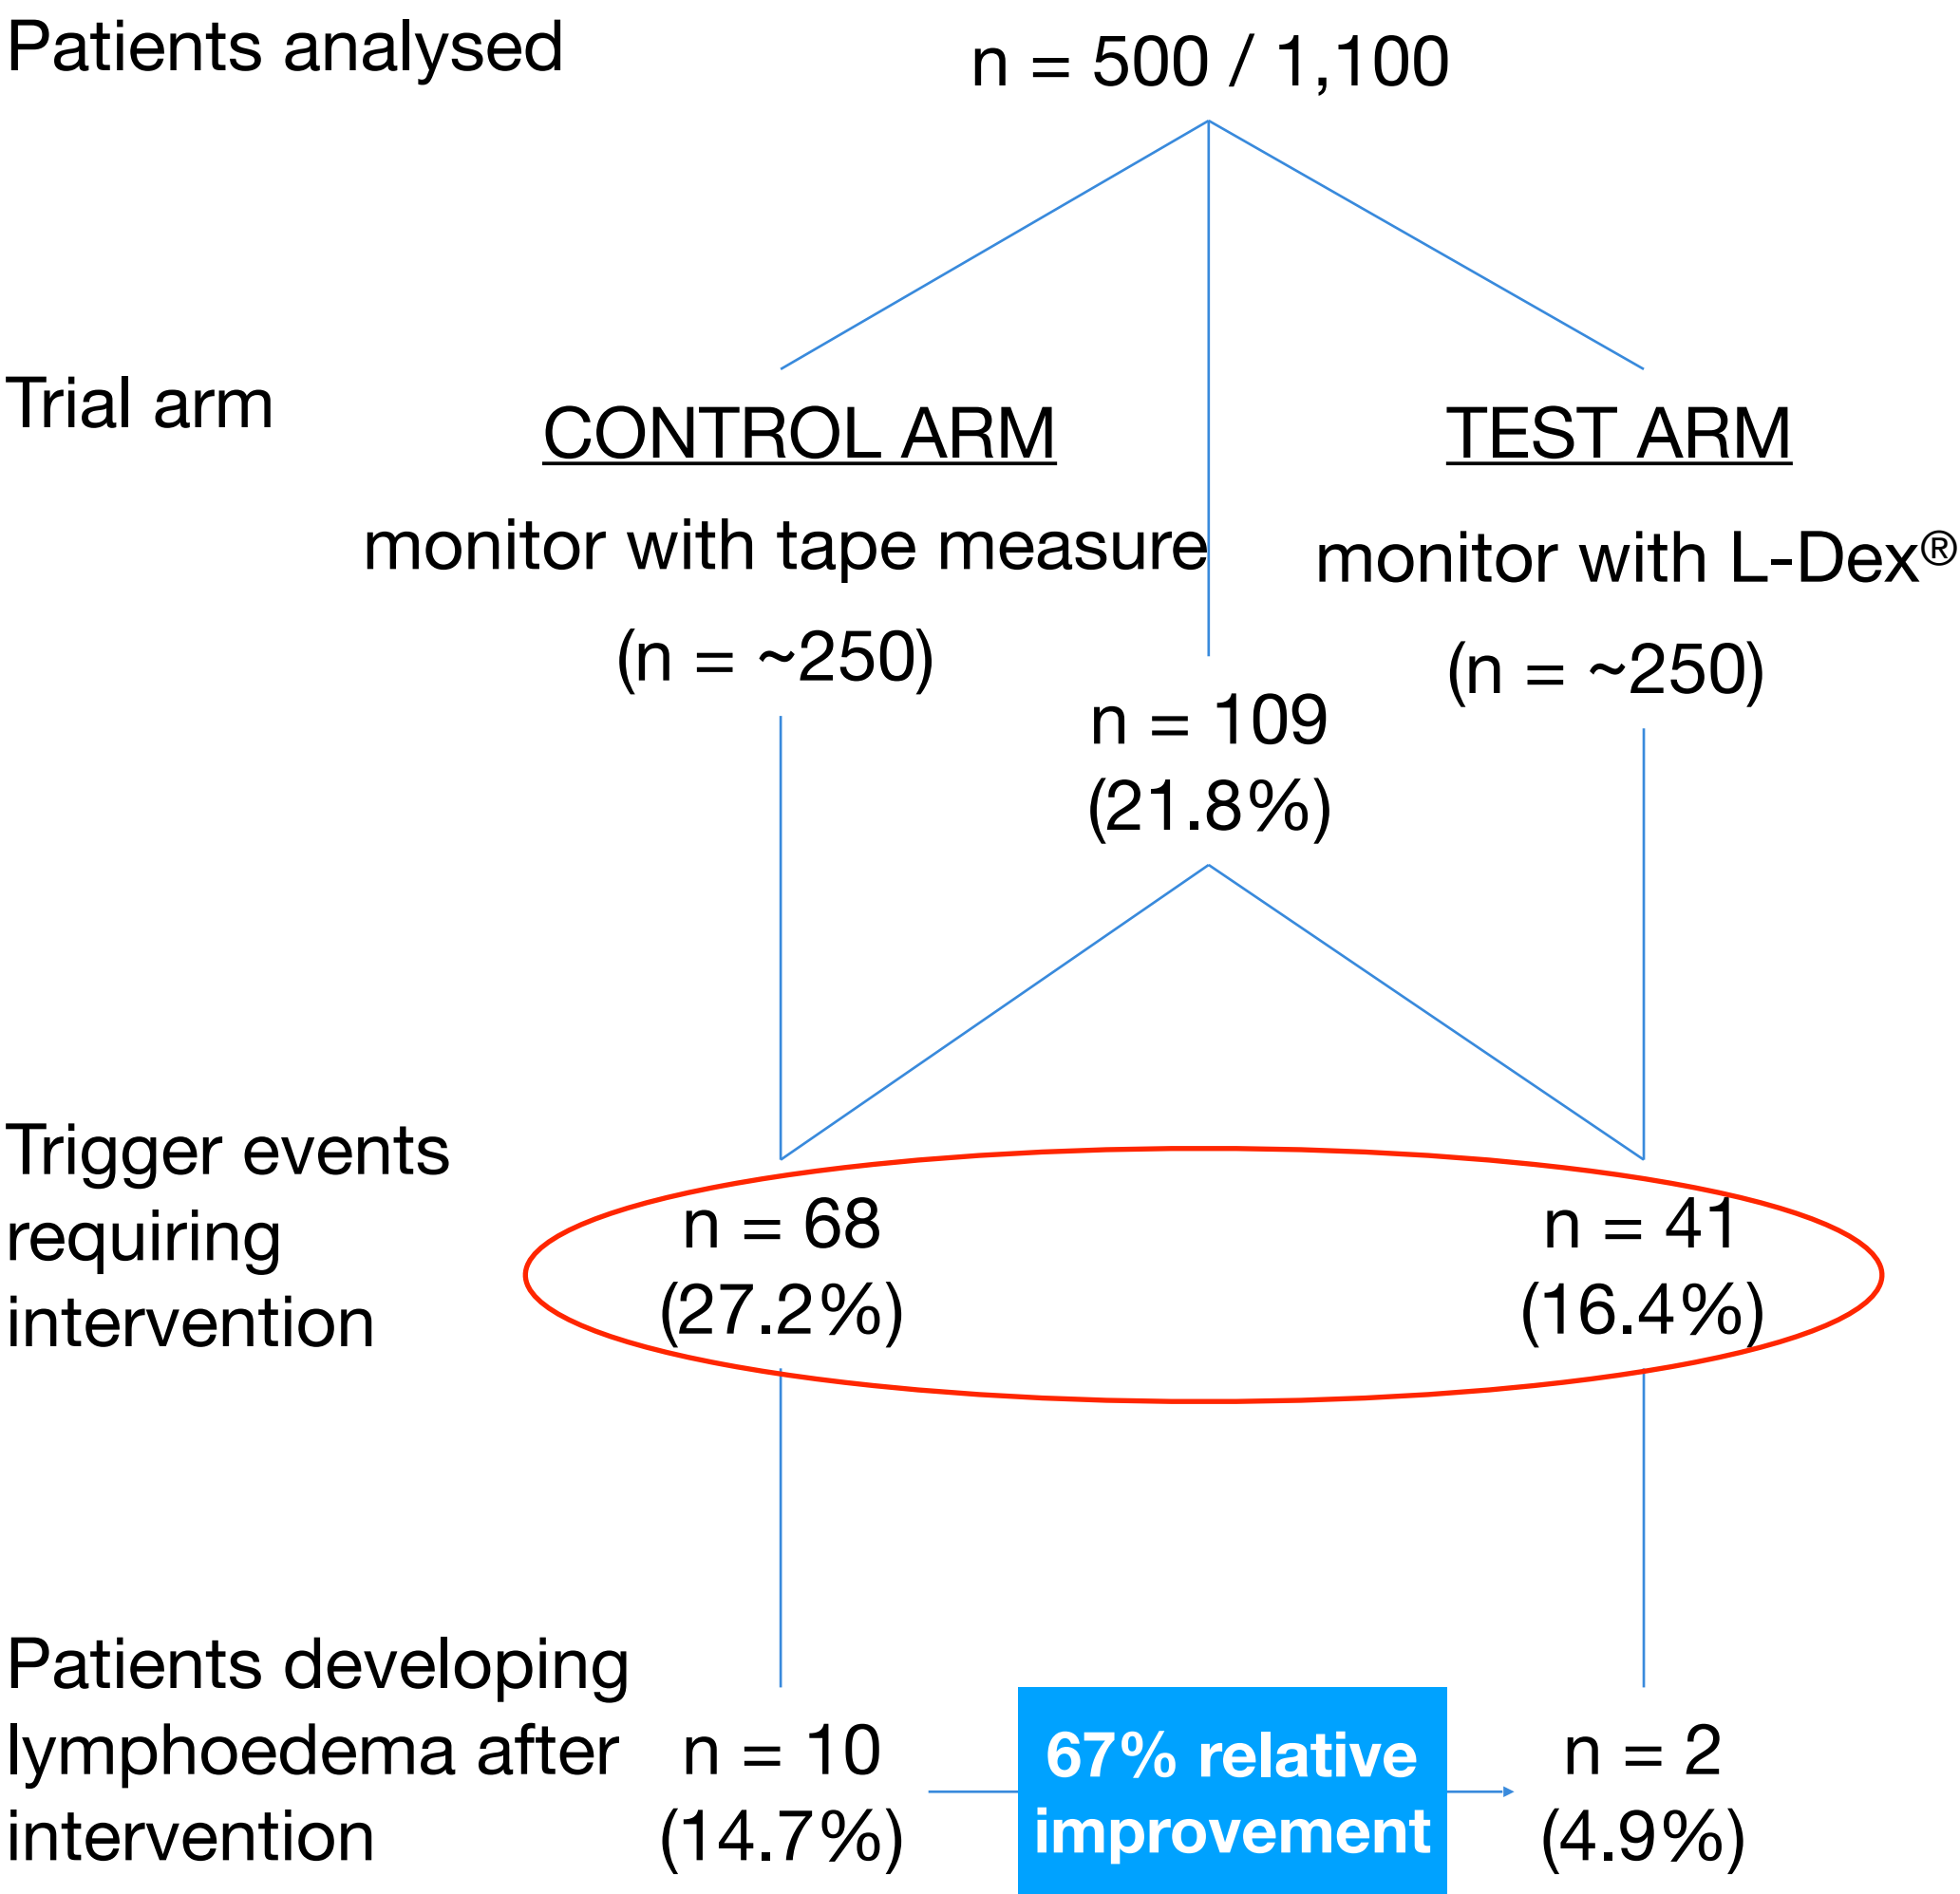 Patients analysed
n = 500 / 1,100
Trial arm
CONTROL ARM
monitor with tape measure
(n = ~250)
TEST ARM
monitor with L-Dex®
(n = ~250)
n = 109
(21.8%)
Trigger events
requiring
intervention
n = 68
(27.2%)
n = 41
(16.4%)
Patients developing
lymphoedema after
intervention
n = 10
(14.7%)
67% relative
improvement
n = 2
(4.9%)